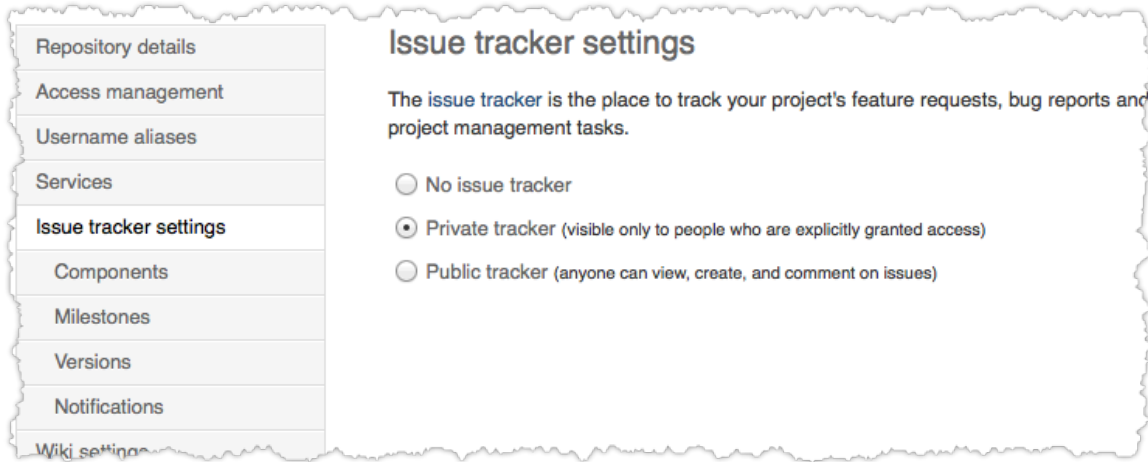 Repository details
Access management
Username aliases
Services
Issue tracker settings
Components
Milestones
Versions
Notifications
Wiki settings
Issue tracker settings
The issue tracker is the place to track your project's feature requests, bug reports and
project management tasks.
No issue tracker
Private tracker (visible only to people who are explicitly granted access)
Public tracker (anyone can view, create, and comment on issues)